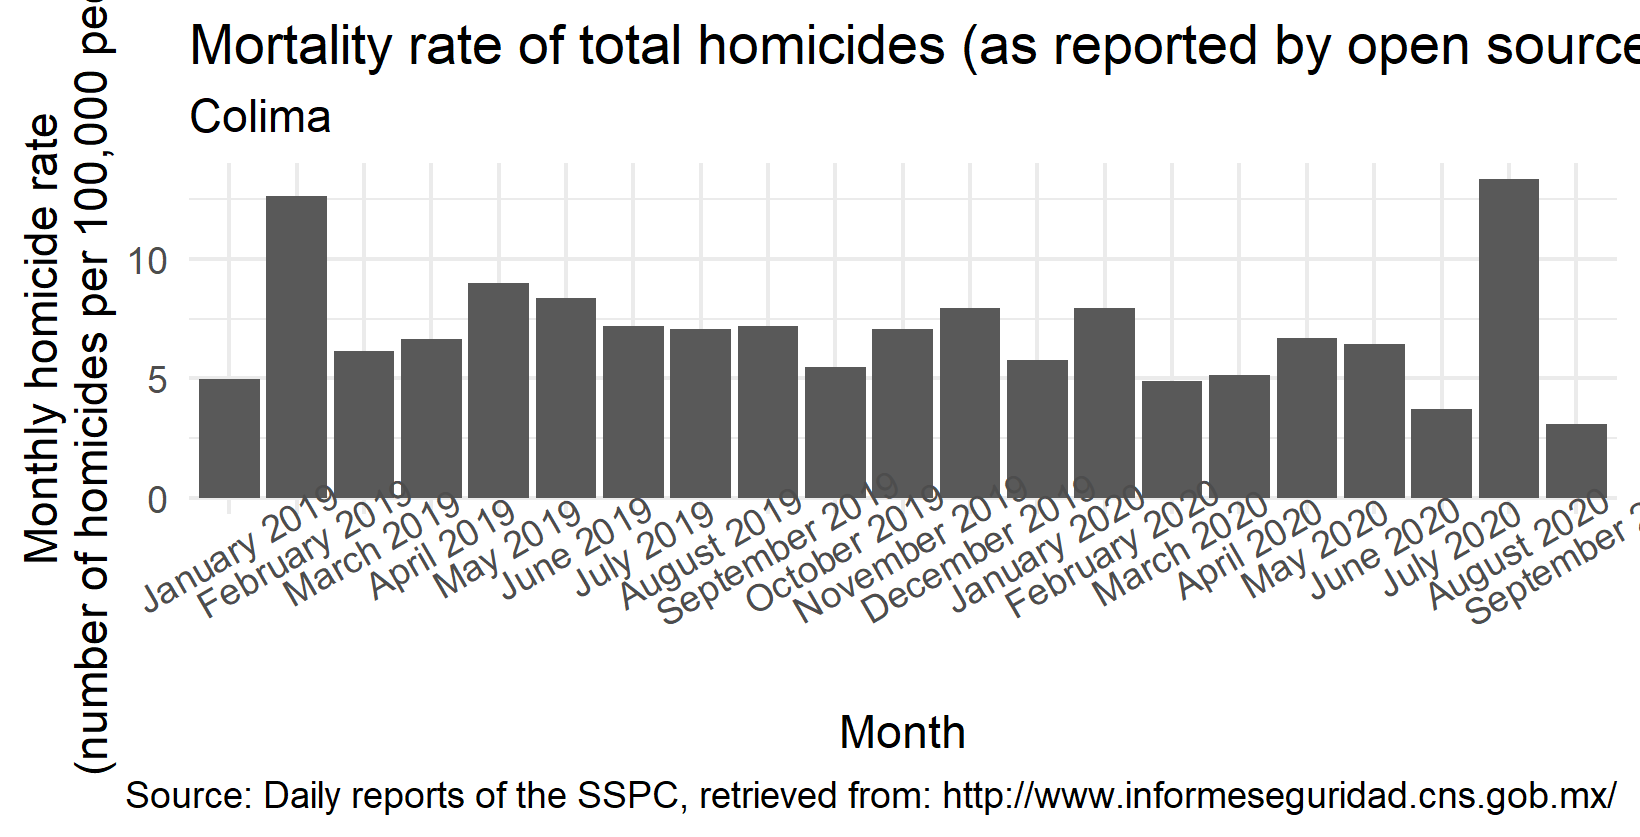 Mortality rate of total homicides (as reported by open source
Colima
Monthly homicide rate
(number of homicides per 100,000 pe
10
5
0
January 2019
February 2019
March 2019
April 2019
May 2019
June 2019
July 2019
August 2019
September 2019
October 2019
November 2019
December 2019
January 2020
February 2020
March 2020
April 2020
May 2020
June 2020
July 2020
August 2020
September 2
Month
Source: Daily reports of the SSPC, retrieved from: http://www.informeseguridad.cns.gob.mx/